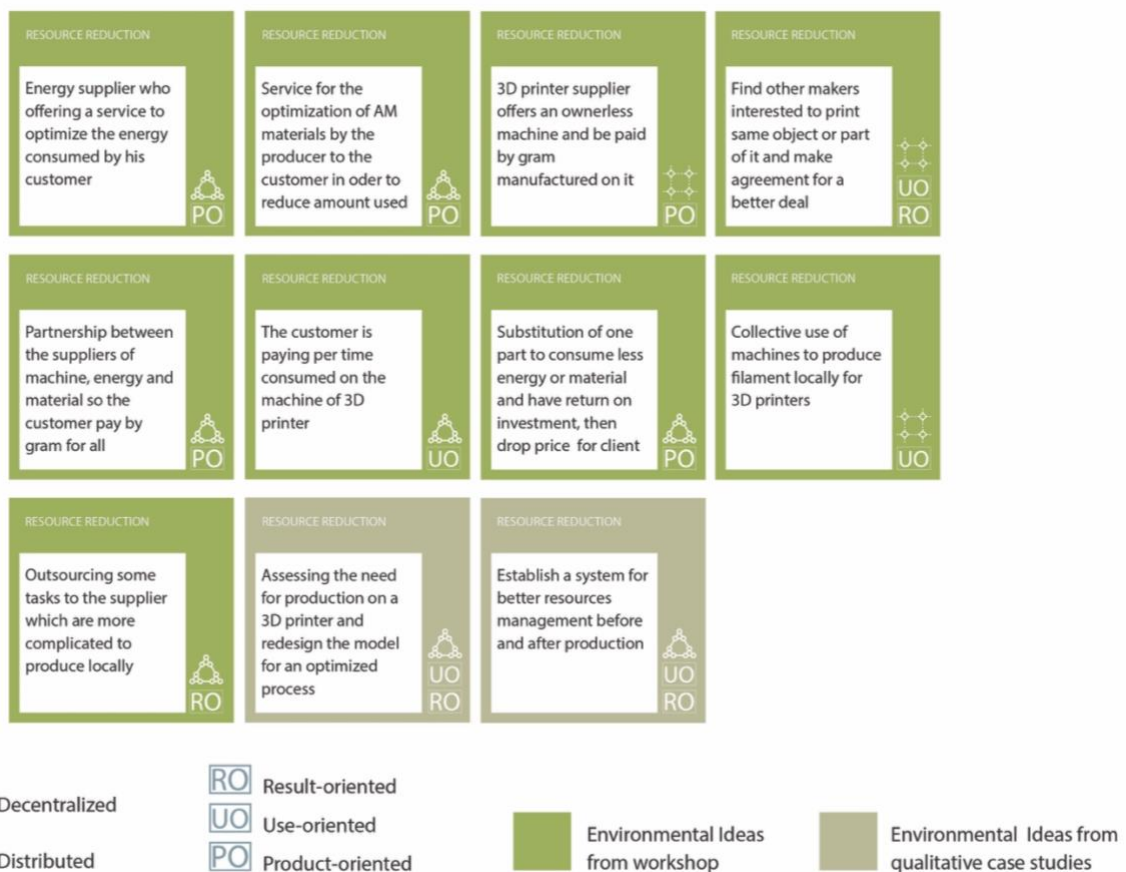 RESOURCE REDUCTION
Energy supplier who
offering a service to
optimize the energy
consumed by his
customer
PO
RESOURCE REDUCTION
Service for the
optimization of AM
materials by the
producer to the
customer in oder to
reduce amount used
PO
RESOURCE REDUCTION
3D printer supplier
offers an ownerless
machine and be paid
by gram
manufactured on it
PO
RESOURCE REDUCTION
Find other makers
interested to print
same object or part
of it and make
agreement for a
better deal
UO
RO
RESOURCE REDUCTION
Partnership between
the suppliers of
machine, energy and
material so the
customer pay by
gram for all
PO
RESOURCE REDUCTION
The customer is
paying per time
consumed on the
machine of 3D
printer
UO
RESOURCE REDUCTION
Substitution of one
part to consume less
energy or material
and have return on
investment, then
drop price for client
PO
RESOURCE REDUCTION
Collective use of
machines to produce
filament locally for
3D printers
UO
RESOURCE REDUCTION
Outsourcing some
tasks to the supplier
which are more
complicated to
produce locally
RO
RESOURCE REDUCTION
Assessing the need
for production on a
3D printer and
redesign the model
for an optimized
process
UO
RO
RESOURCE REDUCTION
Establish a system for
better resources
management before
and after production
UO
RO
Decentralized
Distributed
RO Result-oriented
UO Use-oriented
PO Product-oriented
Environmental Ideas
from workshop
Environmental Ideas from
qualitative case studies